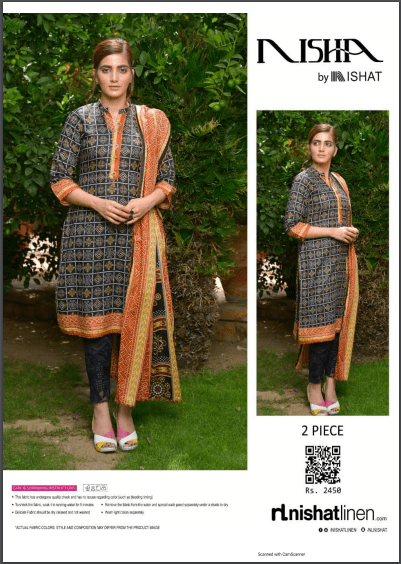 NISHA
by NISHAT
2 PIECE
Rs. 2450
nishatlinen.com
NISHATLINEN NLNISHAT
CARE & WASHING INSTRUCTIONS
• This fabric has undergone quality check and has no issues regarding color (such as bleeding lining)
• To shrink the fabric, soak it in running water for 5 minutes • Remove the fabric from the water and spread each panel separately under a shade to dry
• Delicate Fabric should be dry cleaned and not washed • Wash light colors separately
*ACTUAL FABRIC COLORS STYLE AND COMPOSITION MAY DIFFER FROM THE PRODUCT IMAGE
Scanned with CamScanner